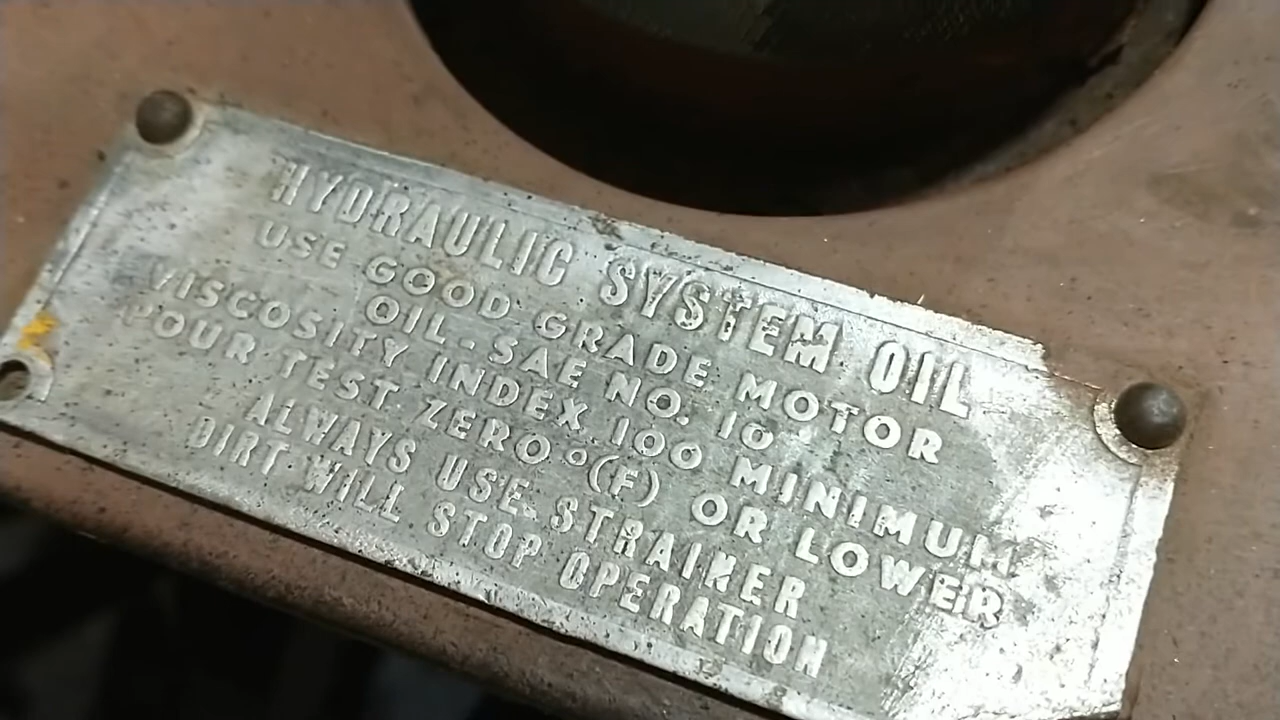 HYDRAULIC SYSTEM OIL
USE GOOD GRADE MOTOR
OIL-SAE NO. 10
VISCOSITY INDEX 100 MINIMUM
POUR TEST ZERO°(F) OR LOWER
ALWAYS USE STRAINER
DIRT WILL STOP OPERATION